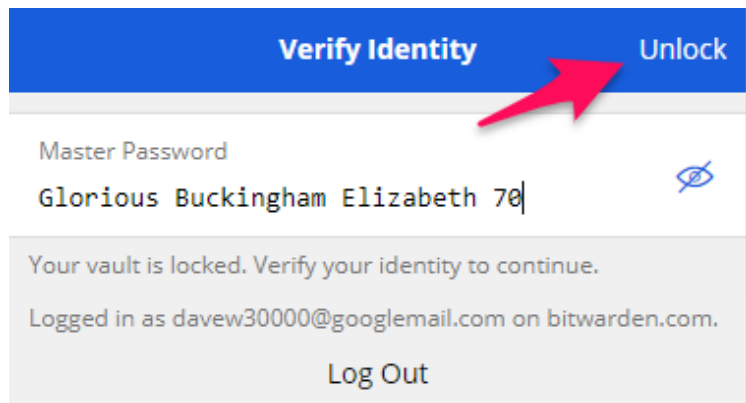 Verify Identity Unlock
Master Password
Glorious Buckingham Elizabeth 70
Your vault is locked. Verify your identity to continue.
Logged in as davew30000@googlemail.com on bitwarden.com.
Log Out